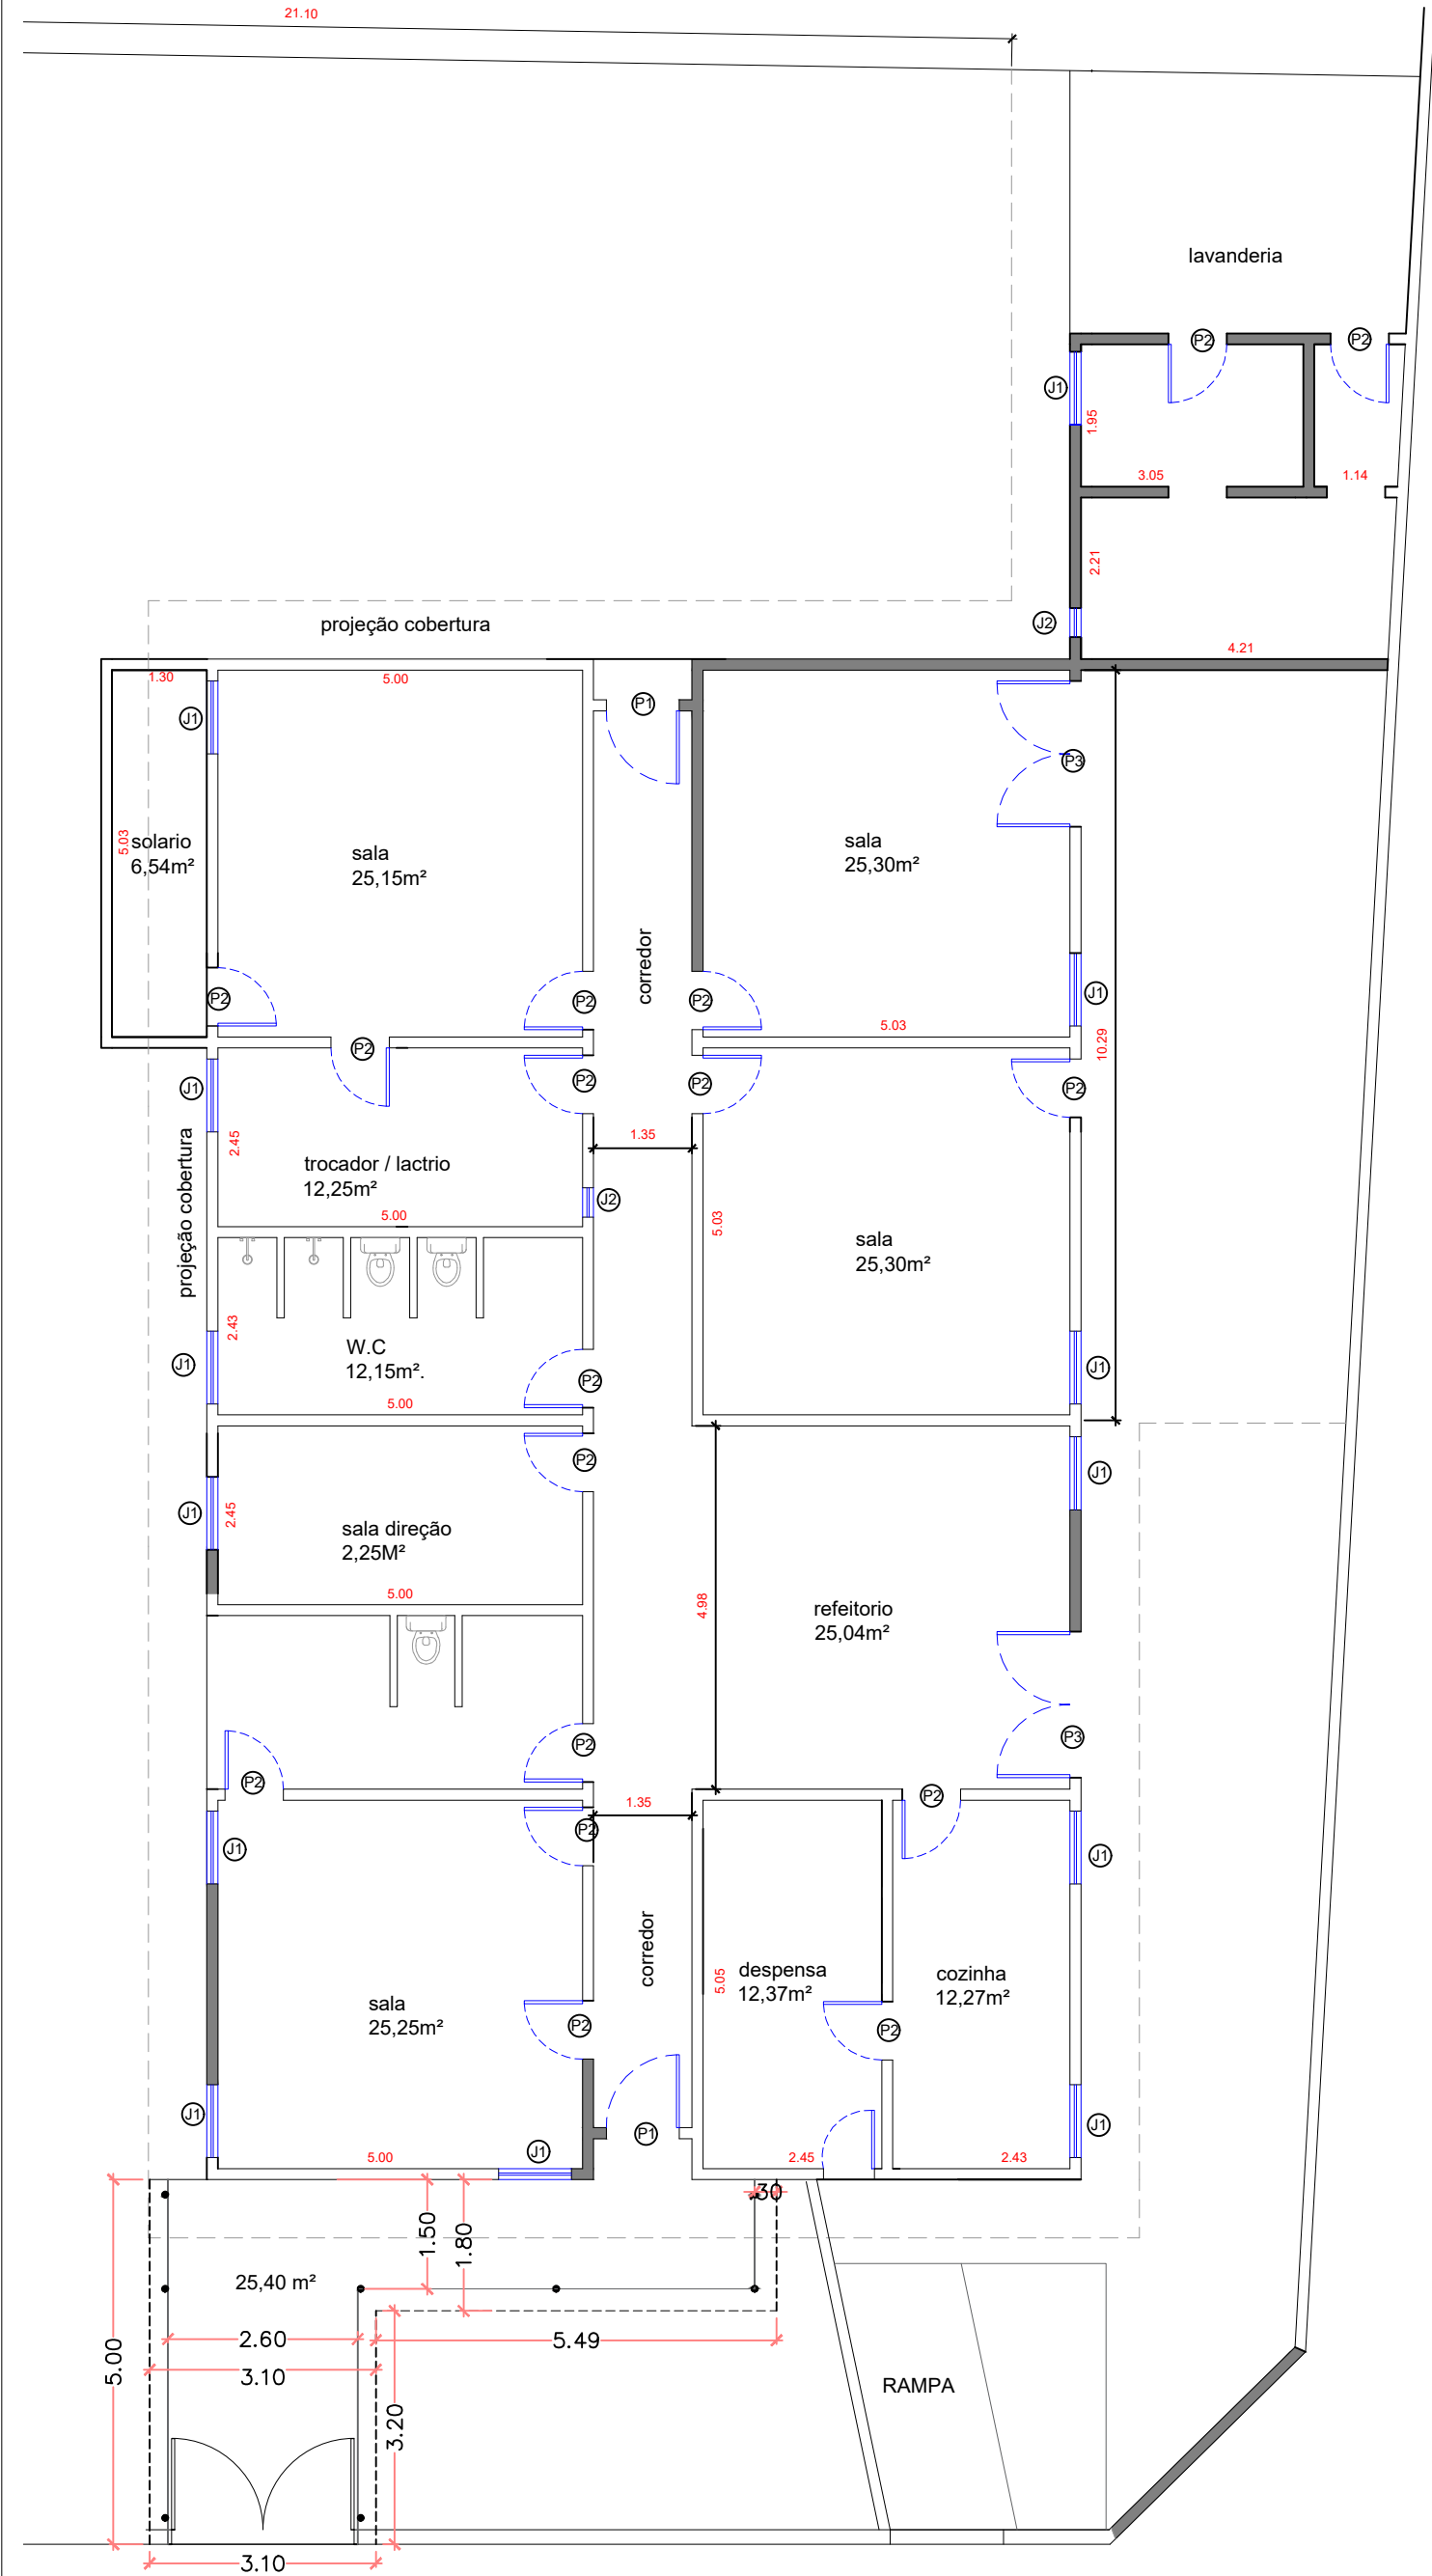 21.10
lavanderia
P2
P2
J1
1.95
3.05
1.14
2.21
projeção cobertura
J2
4.21
1.30
5.00
P1
J1
P3
5.03
solario
6,54m²
sala
25,15m²
sala
25,30m²
corredor
P2
P2
P2
J1
5.03
10.29
P2
J1
P2
P2
P2
1.35
2.45
projeção cobertura
trocador / lactrio
12,25m²
J2
5.00
5.03
sala
25,30m²
2.43
W.C
12,15m².
J1
P2
J1
5.00
P2
J1
J1
2.45
sala direção
2,25M²
5.00
4.98
refeitorio
25,04m²
P2
P3
P2
P2
1.35
P2
J1
J1
corredor
despensa
12,37m²
5.05
cozinha
12,27m²
sala
25,25m²
P2
P2
J1
P1
J1
J1
5.00
2.45
2.43
30
1.50
1.80
25,40 m²
2.60
5.49
5.00
3.10
RAMPA
3.20
3.10